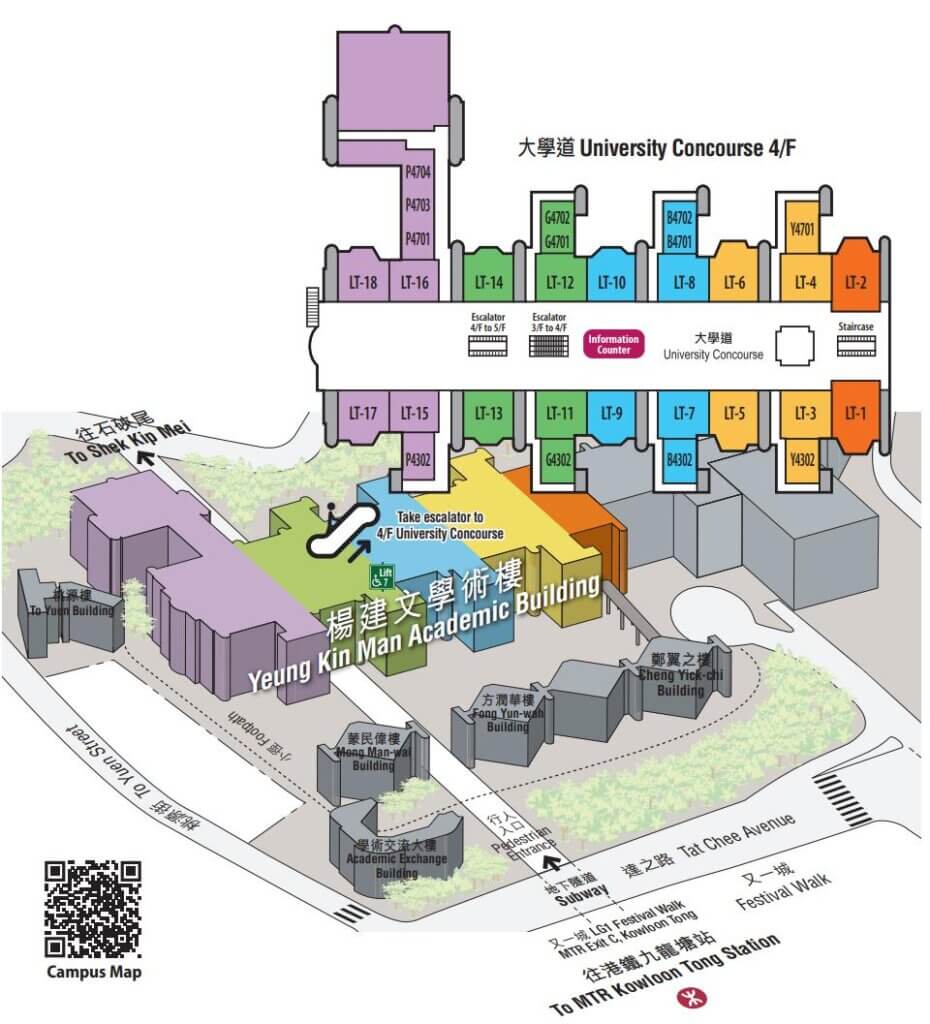 大學道 University Concourse 4/F
P4704
P4703
P4701
G4702
G4701
B4702
B4701
Y4701
LT-18
LT-16
LT-14
LT-12
LT-10
LT-8
LT-6
LT-4
LT-2
Escalator
4/F to 5/F
Escalator
3/F to 4/F
Information
Counter
大學道
University Concourse
Staircase
LT-17
LT-15
LT-13
LT-11
LT-9
LT-7
LT-5
LT-3
LT-1
P4302
G4302
B4302
Y4302
往石硤尾
To Shek Kip Mei
Take escalator to
4/F University Concourse
Lift
7
楊建文學術樓
Yeung Kin Man Academic Building
桃源樓
To Yuen Building
鄭翼之樓
Cheng Yick-chi
Building
方潤華樓
Fong Yun-wah
Building
蒙民偉樓
Mong Man-wai
Building
小徑 Footpath
桃源街 To Yuen Street
學術交流大樓
Academic Exchange
Building
行人
入口
Pedestrian
Entrance
地下隧道
Subway
達之路 Tat Chee Avenue
又一城
Festival Walk
又一城 LG1 Festival Walk
MTR Exit C, Kowloon Tong
往港鐵九龍塘站
To MTR Kowloon Tong Station
Campus Map